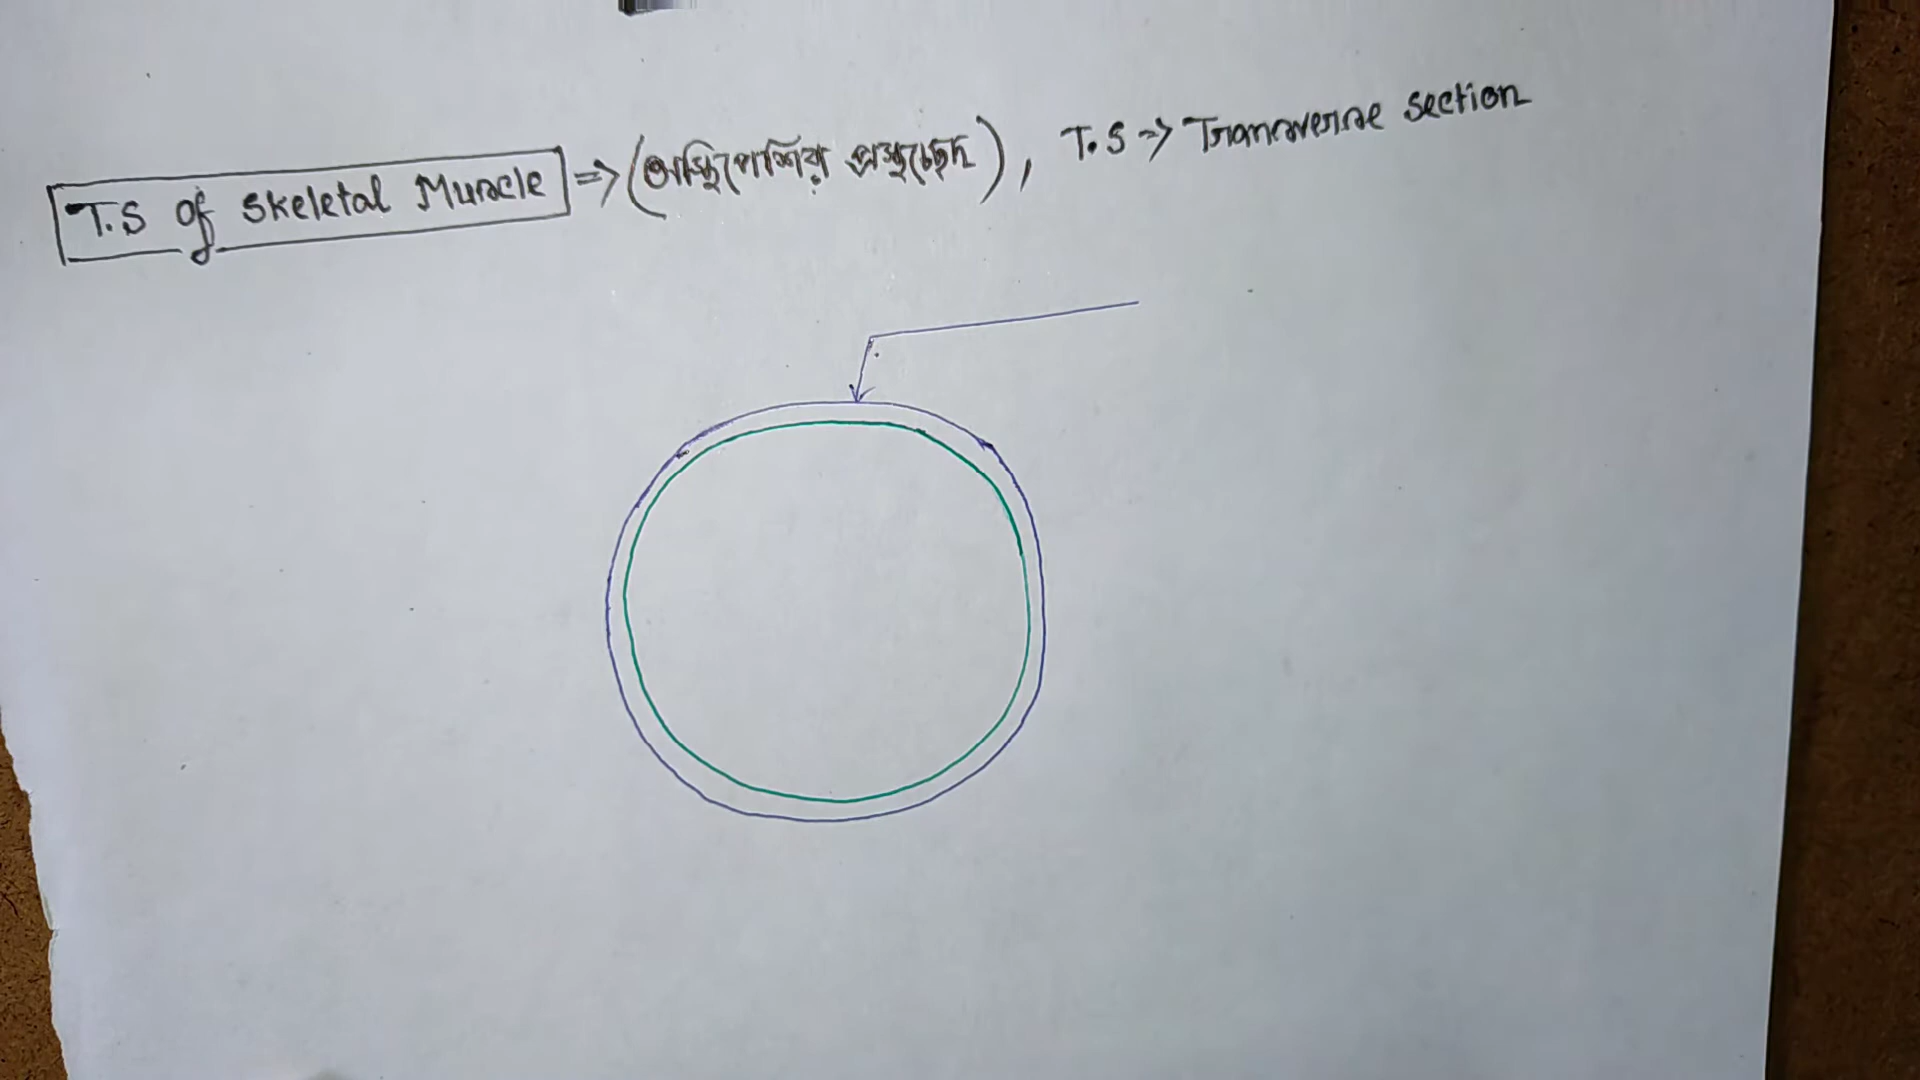 T.S Of Skeletal Muscle => (অস্থিপেশির প্রস্থচ্ছেদ), T.S => Transverse section